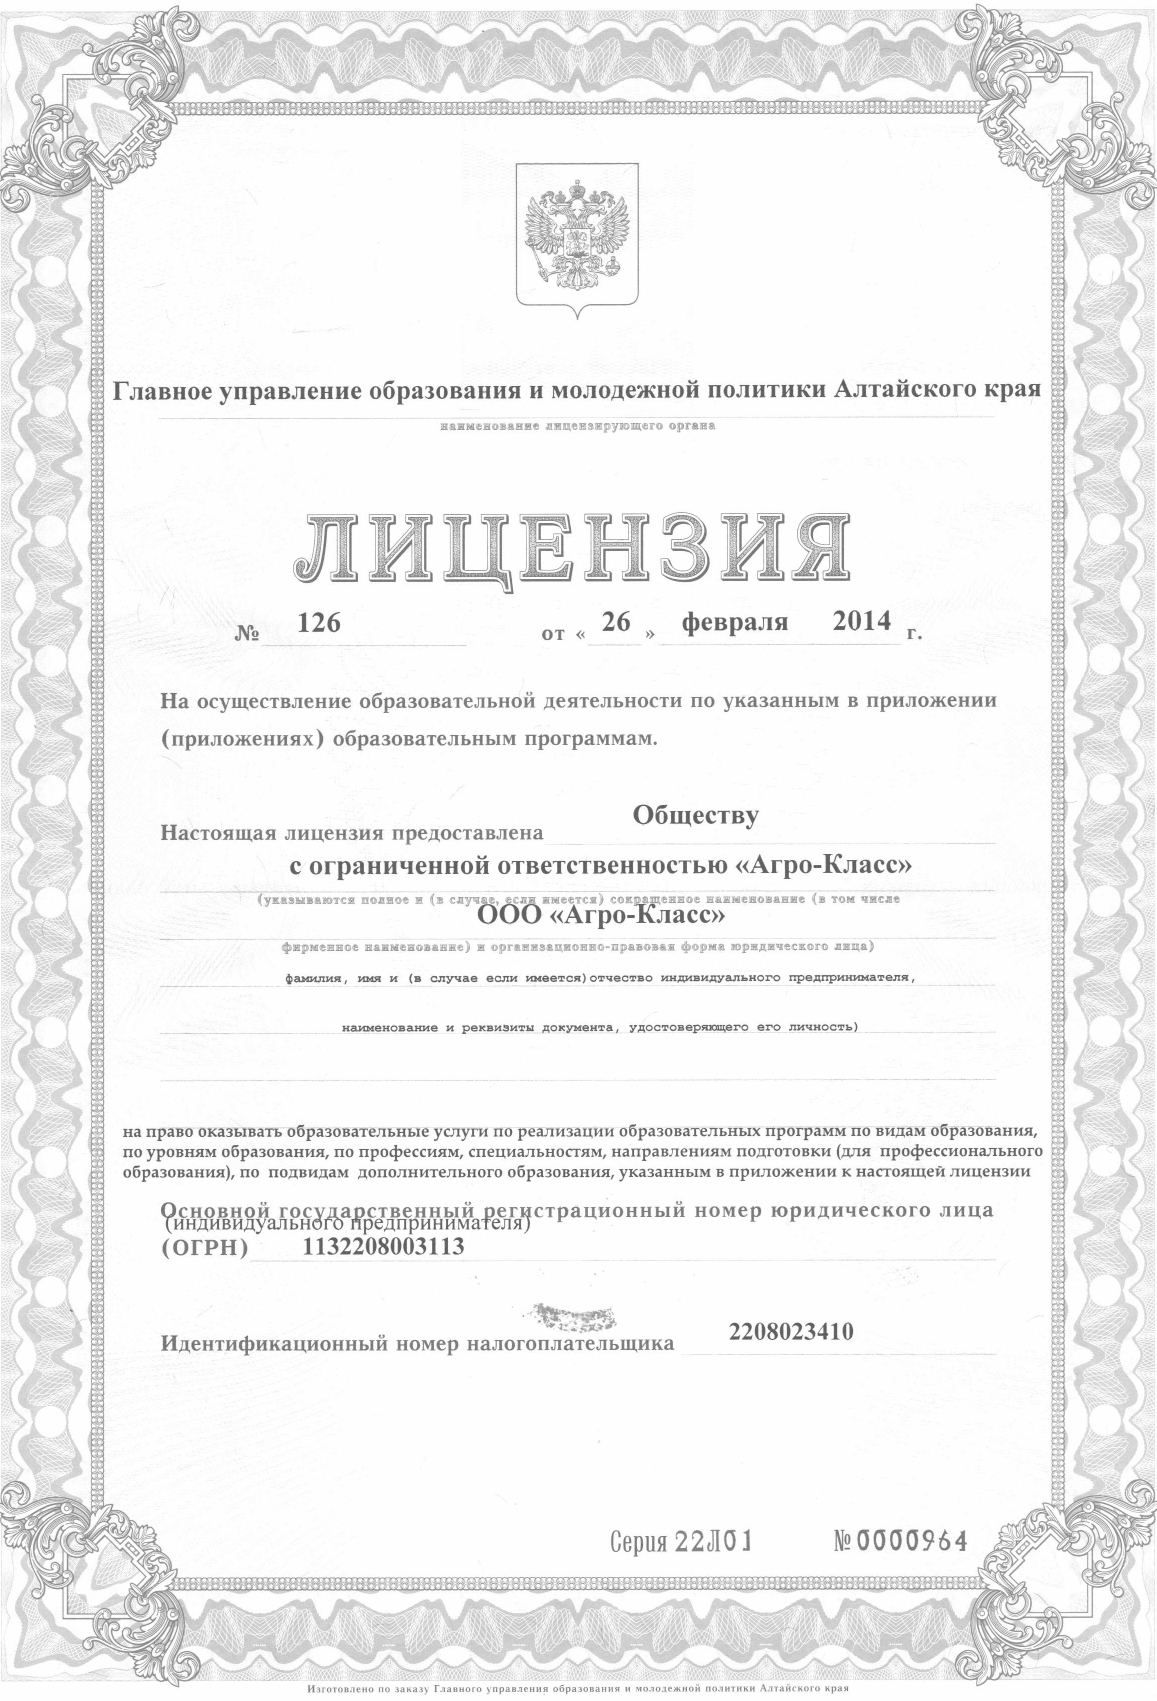 Главное управление образования и молодежной политики Алтайского края
наименование лицензирующего органа
ЛИЦЕНЗИЯ
№ 126 от « 26 » февраля 2014 г.
На осуществление образовательной деятельности по указанным в приложении
(приложениях) образовательным программам.
Настоящая лицензия предоставлена Обществу
с ограниченной ответственностью «Агро-Класс»
(указываются полное и (в случае, если имеется) сокращенное наименование (в том числе
ООО «Агро-Класс»
фирменное наименование) и организационно-правовая форма юридического лица)
фамилия, имя и (в случае если имеется)отчество индивидуального предпринимателя,
наименование и реквизиты документа, удостоверяющего его личность)
на право оказывать образовательные услуги по реализации образовательных программ по видам образования,
по уровням образования, по профессиям, специальностям, направлениям подготовки (для профессионального
образования), по подвидам дополнительного образования, указанным в приложении к настоящей лицензии
Основной государственный регистрационный номер юридического лица
(индивидуального предпринимателя)
(ОГРН) 1132208003113
Идентификационный номер налогоплательщика 2208023410
Серия 22Л01 № 0000964
Изготовлено по заказу Главного управления образования и молодежной политики Алтайского края